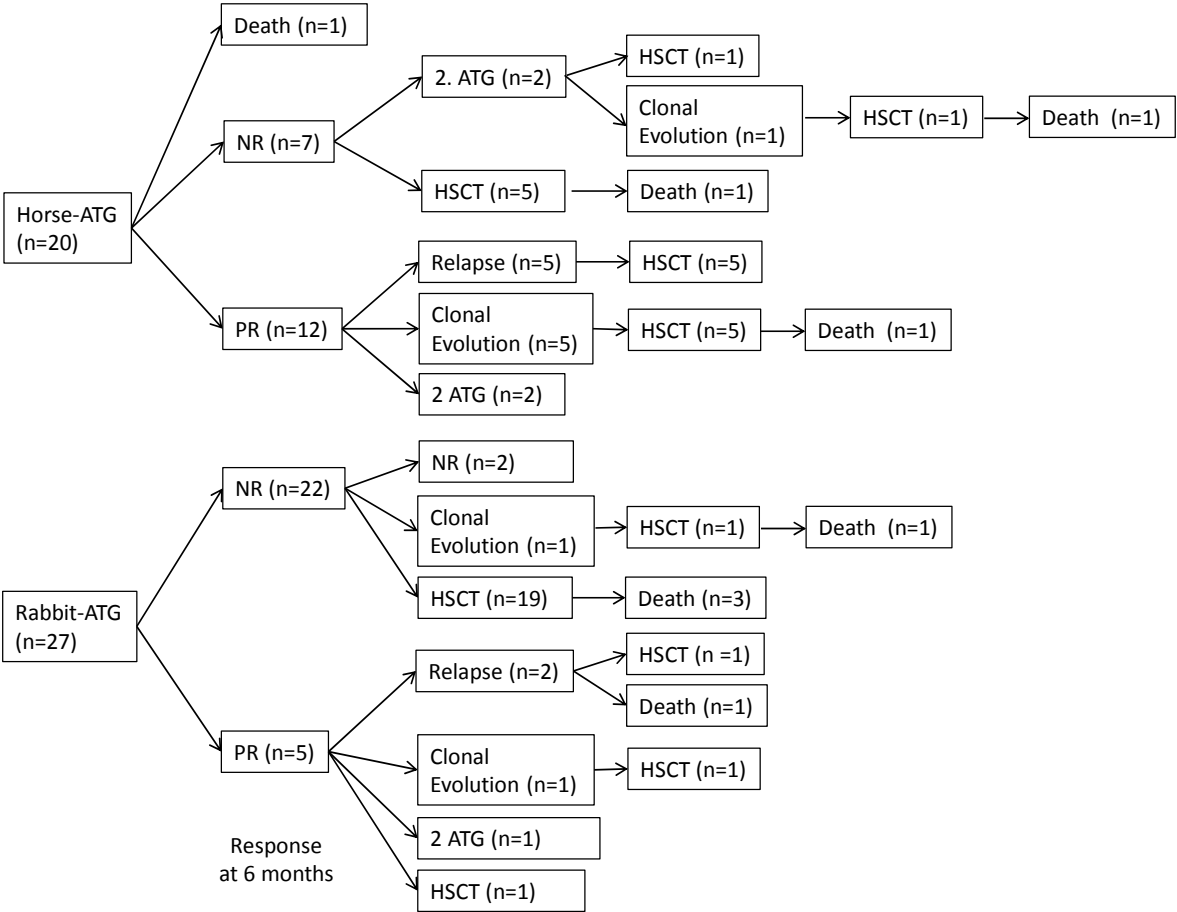 Death (n=1)
HSCT (n=1)
2. ATG (n=2)
Clonal
Evolution (n=1)
HSCT (n=1)
Death  (n=1)
NR (n=7)
HSCT (n=5)
Death (n=1)
Horse-ATG
(n=20)
Relapse (n=5)
HSCT (n=5)
PR (n=12)
Clonal
Evolution (n=5)
HSCT (n=5)
Death  (n=1)
2 ATG (n=2)
NR (n=2)
NR (n=22)
Clonal
Evolution (n=1)
HSCT (n=1)
Death  (n=1)
HSCT (n=19)
Death (n=3)
Rabbit-ATG
(n=27)
Relapse (n=2)
HSCT (n =1)
Death (n=1)
PR (n=5)
Clonal
Evolution (n=1)
HSCT (n=1)
2 ATG (n=1)
HSCT (n=1)
Response
at 6 months